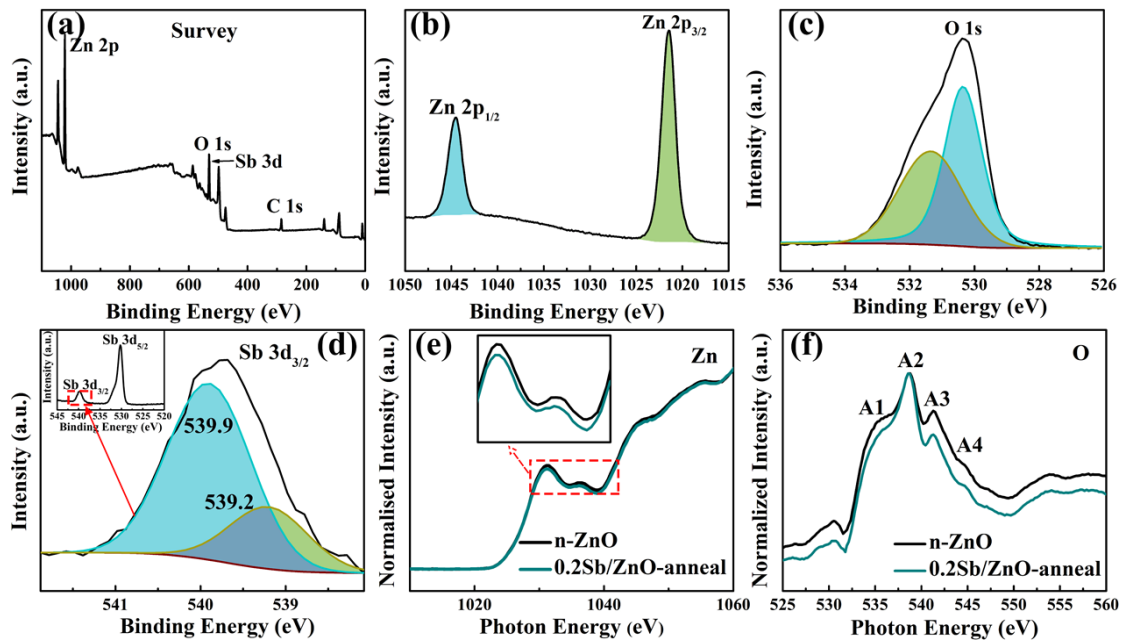 (a)
Survey
Zn 2p
O 1s
Sb 3d
C 1s
Intensity (a.u.)
1000 800 600 400 200 0
Binding Energy (eV)
(b)
Zn 2p3/2
Zn 2p1/2
Intensity (a.u.)
1050 1045 1040 1035 1030 1025 1020 1015
Binding Energy (eV)
(c)
O 1s
Intensity (a.u.)
536 534 532 530 528 526
Binding Energy (eV)
(d)
Sb 3d3/2
Sb 3d5/2
Sb 3d3/2
Intensity (a.u.)
545 540 535 530 525 520
Binding Energy (eV)
539.9
539.2
Intensity (a.u.)
541 540 539
Binding Energy (eV)
(e)
Zn
n-ZnO
0.2Sb/ZnO-anneal
Normalised Intensity (a.u.)
1020 1040 1060
Photon Energy (eV)
(f)
O
A1
A2
A3
A4
n-ZnO
0.2Sb/ZnO-anneal
Normalized Intensity (a.u.)
525 530 535 540 545 550 555 560
Photon Energy (eV)